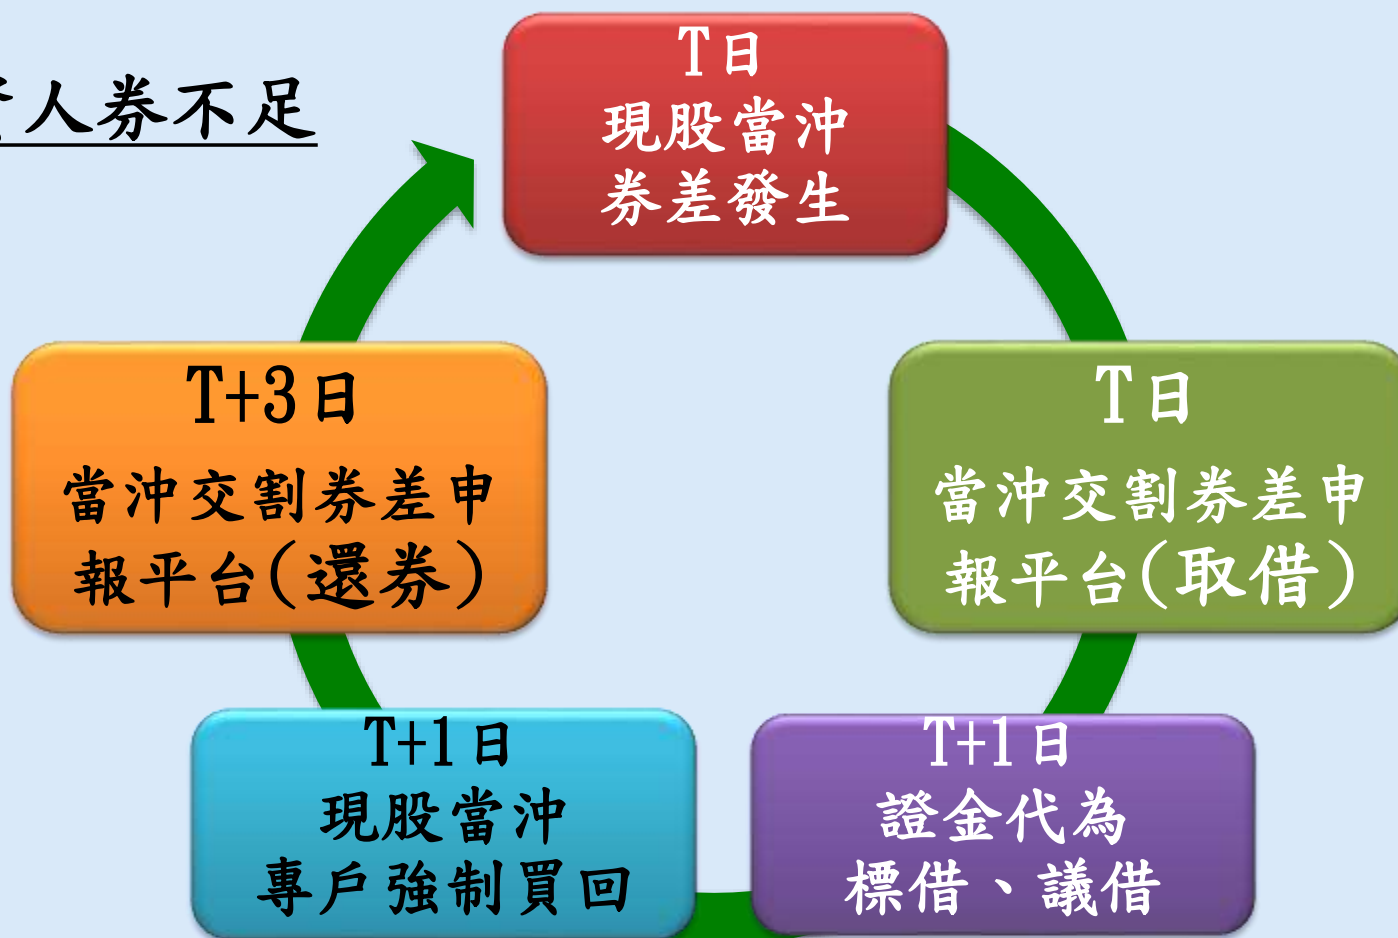 人券不足
T日
現股當沖
券差發生
T日
當沖交割券差申
報平台(取借)
T+1日
證金代為
標借、議借
T+1日
現股當沖
專戶強制買回
T+3日
當沖交割券差申
報平台(還券)